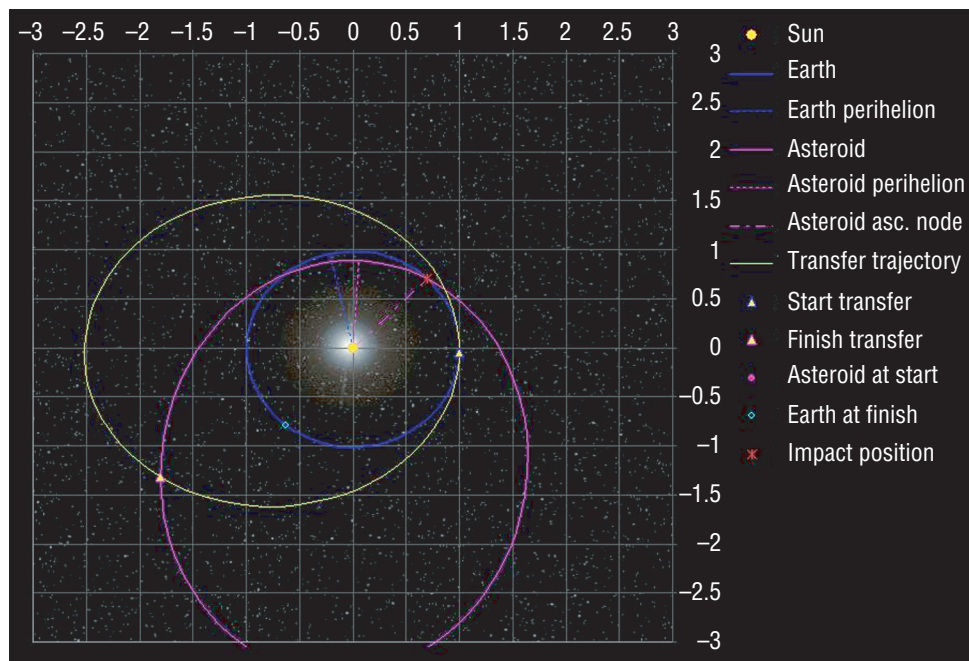 –3 –2.5 –2 –1.5 –1 –0.5 0 0.5 1 1.5 2 2.5 3
3
2.5
2
1.5
1
0.5
0
–0.5
–1
–1.5
–2
–2.5
–3
Sun
Earth
Earth perihelion
Asteroid
Asteroid perihelion
Asteroid asc. node
Transfer trajectory
Start transfer
Finish transfer
Asteroid at start
Earth at finish
Impact position